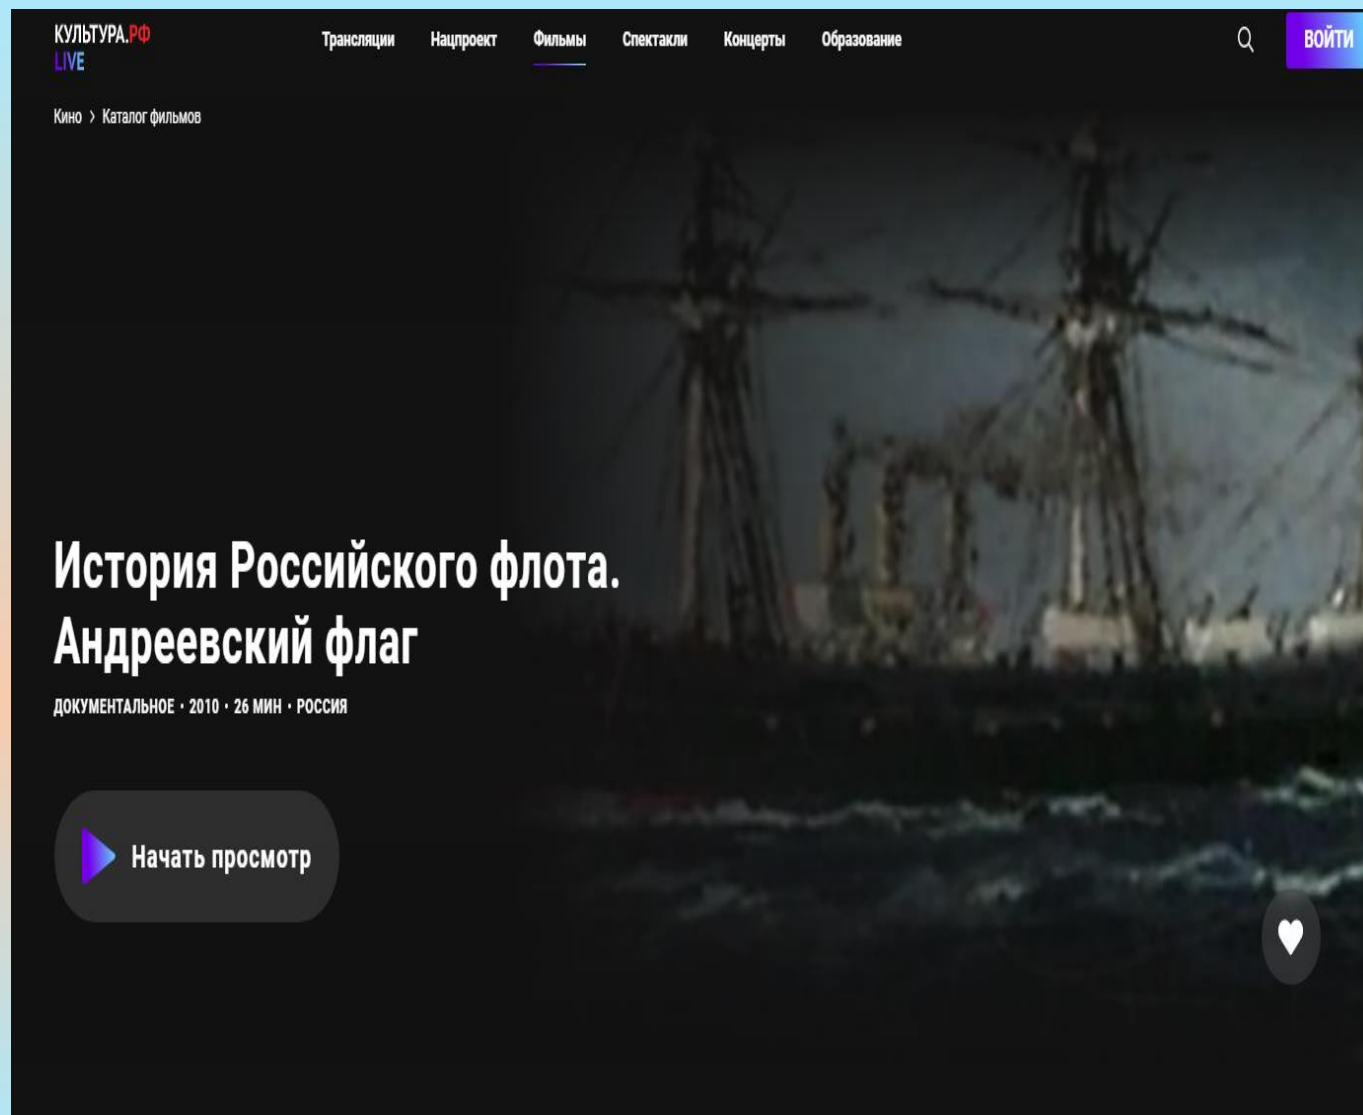 КУЛЬТУРА.РФ
LIVE
Трансляции Нацпроект Фильмы Спектакли Концерты Образование
ВОЙТИ
Кино > Каталог фильмов
История Российского флота.
Андреевский флаг
ДОКУМЕНТАЛЬНОЕ · 2010 · 26 МИН · РОССИЯ
Начать просмотр